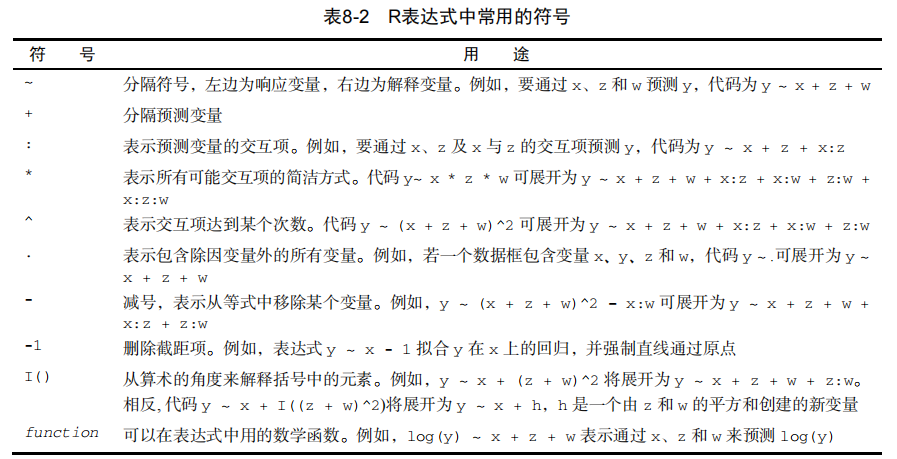 表8-2 R表达式中常用的符号
符 号 用 途
~ 分隔符号，左边为响应变量，右边为解释变量。例如，要通过 x、z 和 w 预测 y，代码为 y ~ x + z + w
+ 分隔预测变量
: 表示预测变量的交互项。例如，要通过 x、z 及 x 与 z 的交互项预测 y，代码为 y ~ x + z + x:z
* 表示所有可能交互项的简洁方式。代码 y~ x * z * w 可展开为 y ~ x + z + w + x:z + x:w + z:w +
x:z:w
^ 表示交互项达到某个次数。代码 y ~ (x + z + w)^2 可展开为 y ~ x + z + w + x:z + x:w + z:w
. 表示包含除因变量外的所有变量。例如，若一个数据框包含变量 x、y、z 和 w，代码 y ~ .可展开为 y ~
x + z + w
- 减号，表示从等式中移除某个变量。例如，y ~ (x + z + w)^2 - x:w 可展开为 y ~ x + z + w +
x:z + z:w
-1 删除截距项。例如，表达式 y ~ x - 1 拟合 y 在 x 上的回归，并强制直线通过原点
I() 从算术的角度来解释括号中的元素。例如，y ~ x + (z + w)^2 将展开为 y ~ x + z + w + z:w。
相反, 代码 y ~ x + I((z + w)^2)将展开为 y ~ x + h，h 是一个由 z 和 w 的平方和创建的新变量
function 可以在表达式中用的数学函数。例如，log(y) ~ x + z + w 表示通过 x、z 和 w 来预测 log(y)